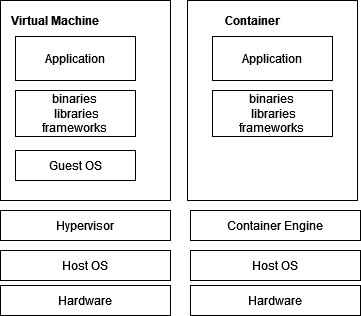 Virtual Machine
Application
binaries
libraries
frameworks
Guest OS
Hypervisor
Host OS
Hardware
Container
Application
binaries
libraries
frameworks
Container Engine
Host OS
Hardware